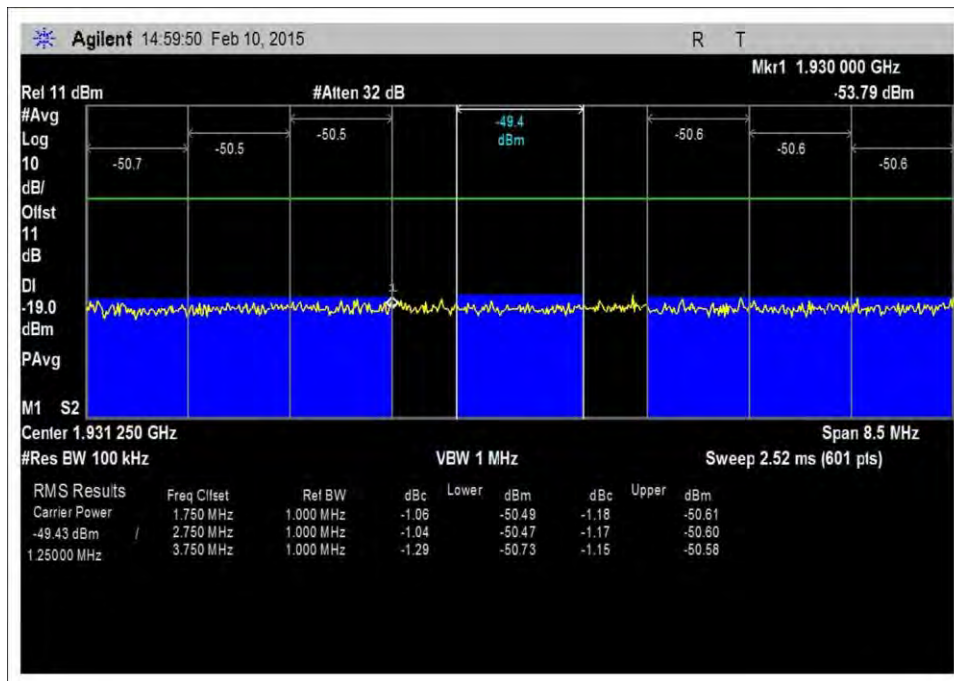 Agilent 14:59:50 Feb 10, 2015 R T
Mkr1 1.930 000 GHz
Rel 11 dBm #Atten 32 dB -53.79 dBm
#Avg
Log
10
dB/
Offst
11
dB
DI
-19.0
dBm
PAvg
M1 S2
-50.7
-50.5
-50.5
-49.4
dBm
-50.6
-50.6
-50.6
1
Center 1.931 250 GHz Span 8.5 MHz
#Res BW 100 kHz VBW 1 MHz Sweep 2.52 ms (601 pts)
RMS Results Freq Clfset Ref BW dBc Lower dBm dBc Upper dBm
Carrier Power 1.750 MHz 1.000 MHz -1.06 -50.49 -1.18 -50.61
-49.43 dBm / 2.750 MHz 1.000 MHz -1.04 -50.47 -1.17 -50.60
1.25000 MHz 3.750 MHz 1.000 MHz -1.29 -50.73 -1.15 -50.58